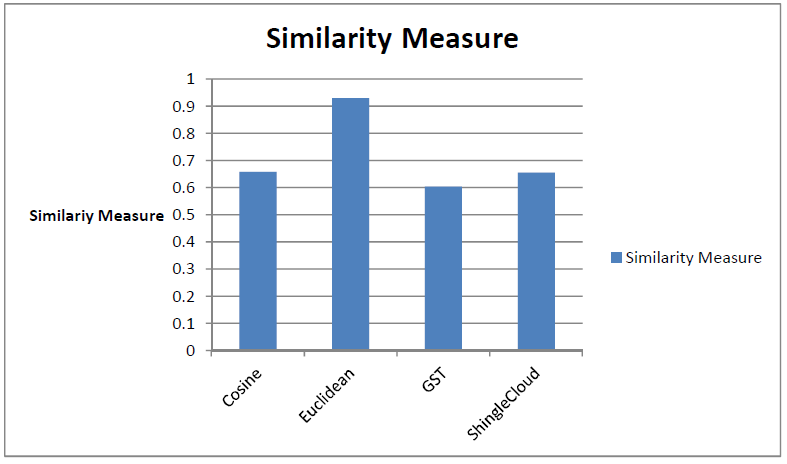 Similarity Measure
1
0.9
0.8
0.7
0.6
Similariy Measure 0.5
0.4
0.3
0.2
0.1
0
Cosine
Euclidean
GST
ShingleCloud
Similarity Measure